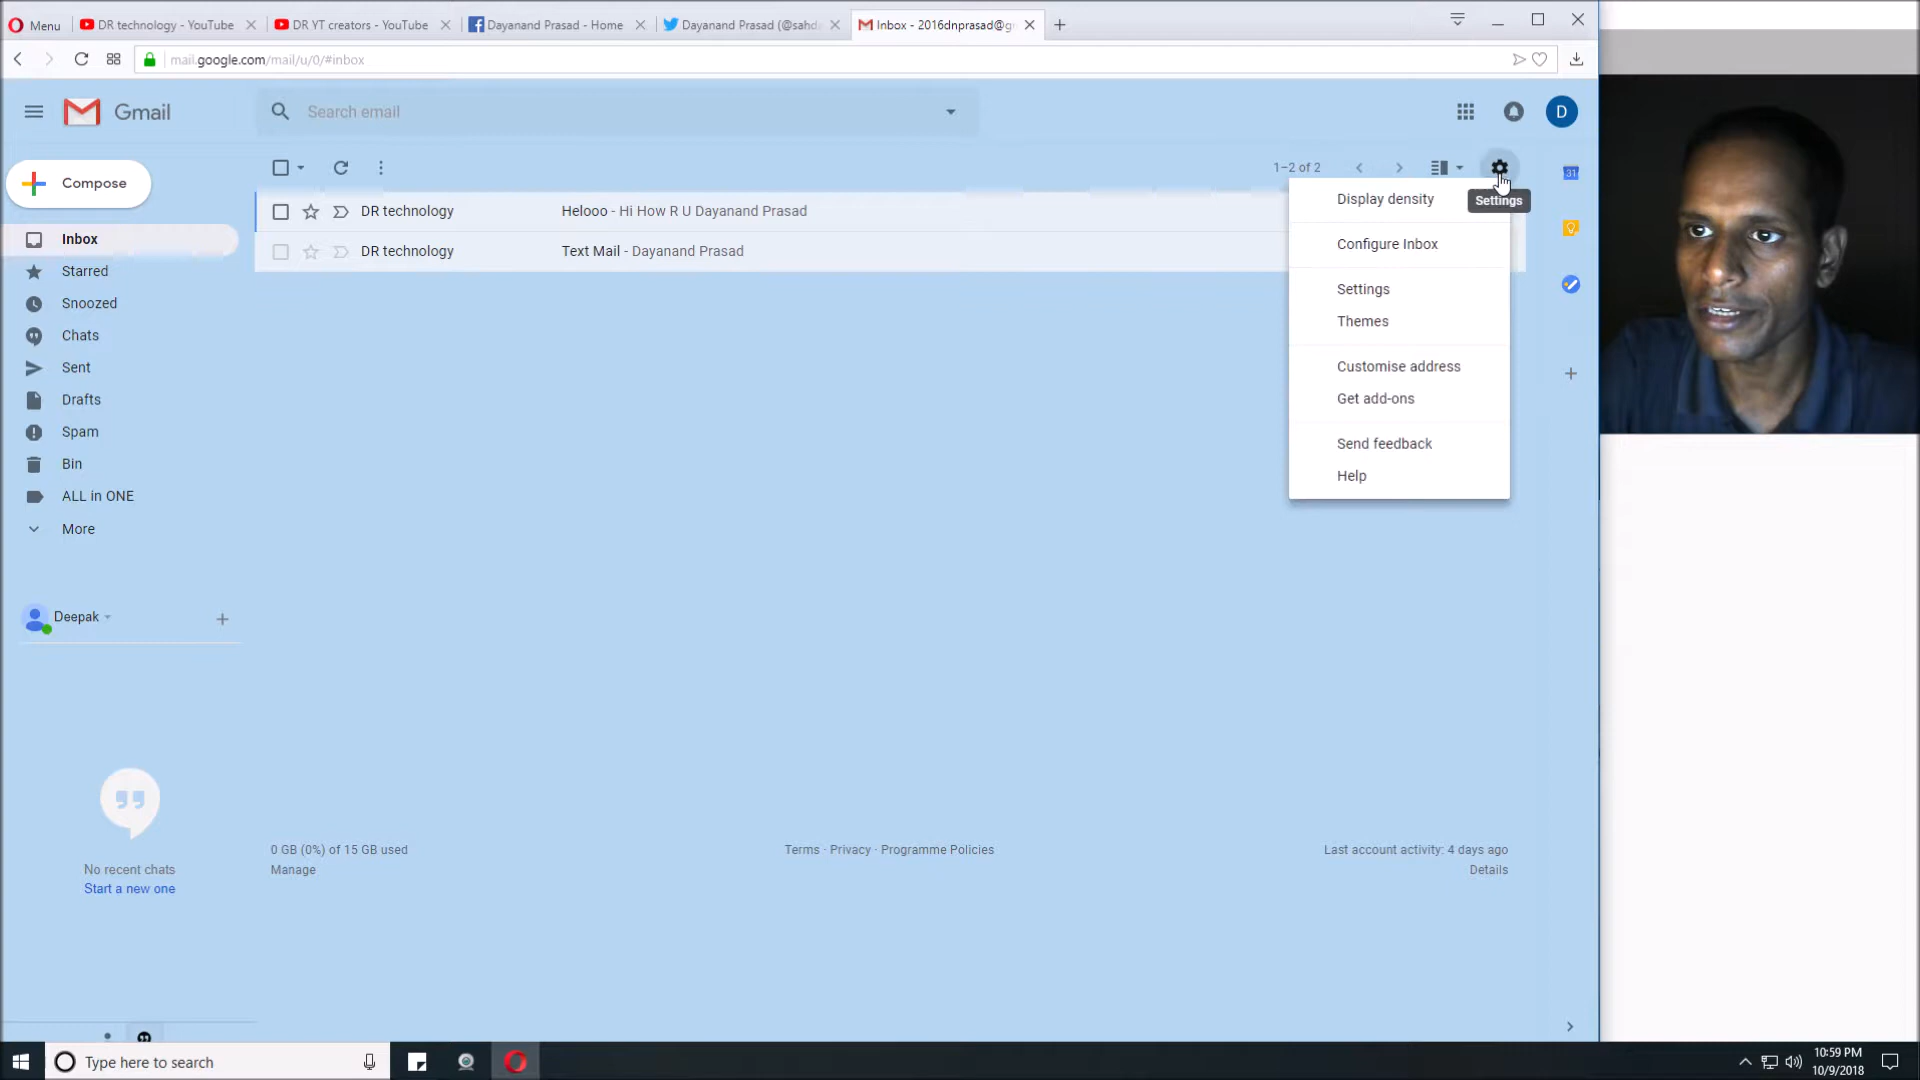 Menu
DR technology - YouTube
DR YT creators - YouTube
Dayanand Prasad - Home
Dayanand Prasad (@sahd
Inbox - 2016dnprasad@g
mail.google.com/mail/u/0/#inbox
Gmail
Search email
D
Compose
1–2 of 2
31
Settings
DR technology
Helooo - Hi How R U Dayanand Prasad
DR technology
Text Mail - Dayanand Prasad
Display density
Configure Inbox
Settings
Themes
Customise address
Get add-ons
Send feedback
Help
Inbox
Starred
Snoozed
Chats
Sent
Drafts
Spam
Bin
ALL in ONE
More
Deepak
No recent chats
Start a new one
0 GB (0%) of 15 GB used
Manage
Terms · Privacy · Programme Policies
Last account activity: 4 days ago
Details
Type here to search
10:59 PM
10/9/2018